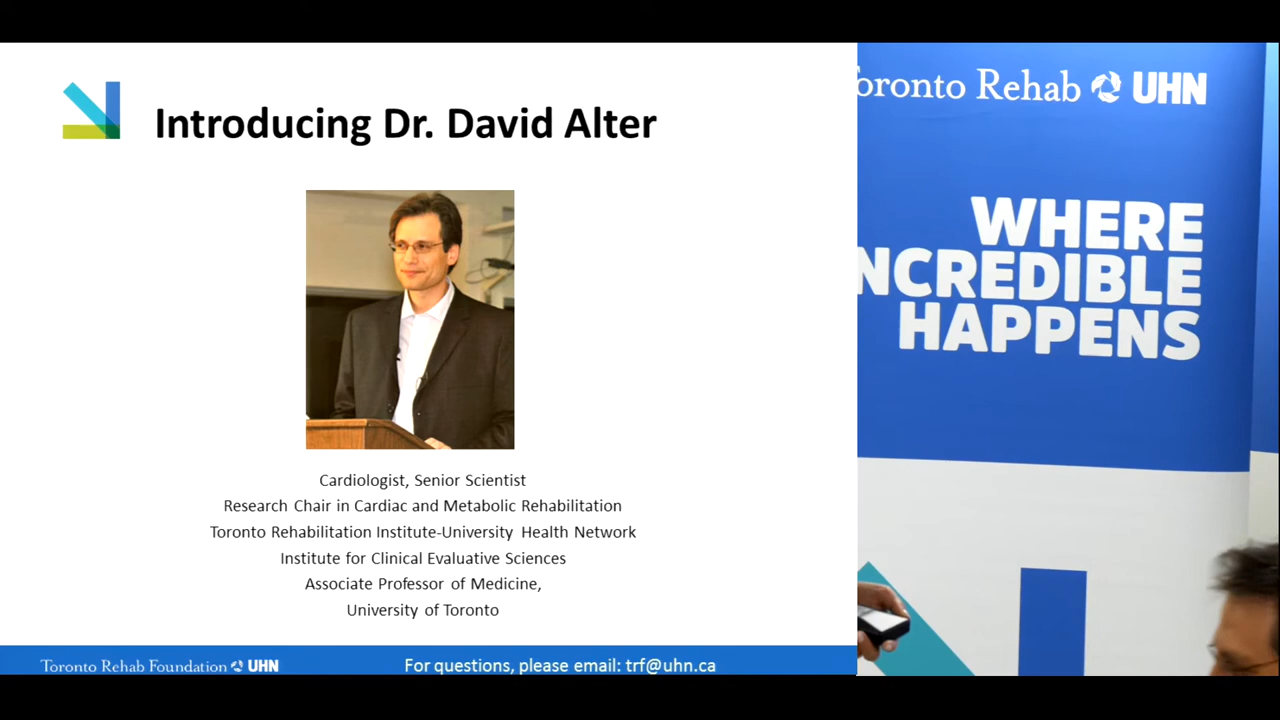 Introducing Dr. David Alter
Cardiologist, Senior Scientist
Research Chair in Cardiac and Metabolic Rehabilitation
Toronto Rehabilitation Institute-University Health Network
Institute for Clinical Evaluative Sciences
Associate Professor of Medicine,
University of Toronto
Toronto Rehab Foundation UHN
For questions, please email: trf@uhn.ca
oronto Rehab UHN
WHERE
NCREDIBLE
HAPPENS